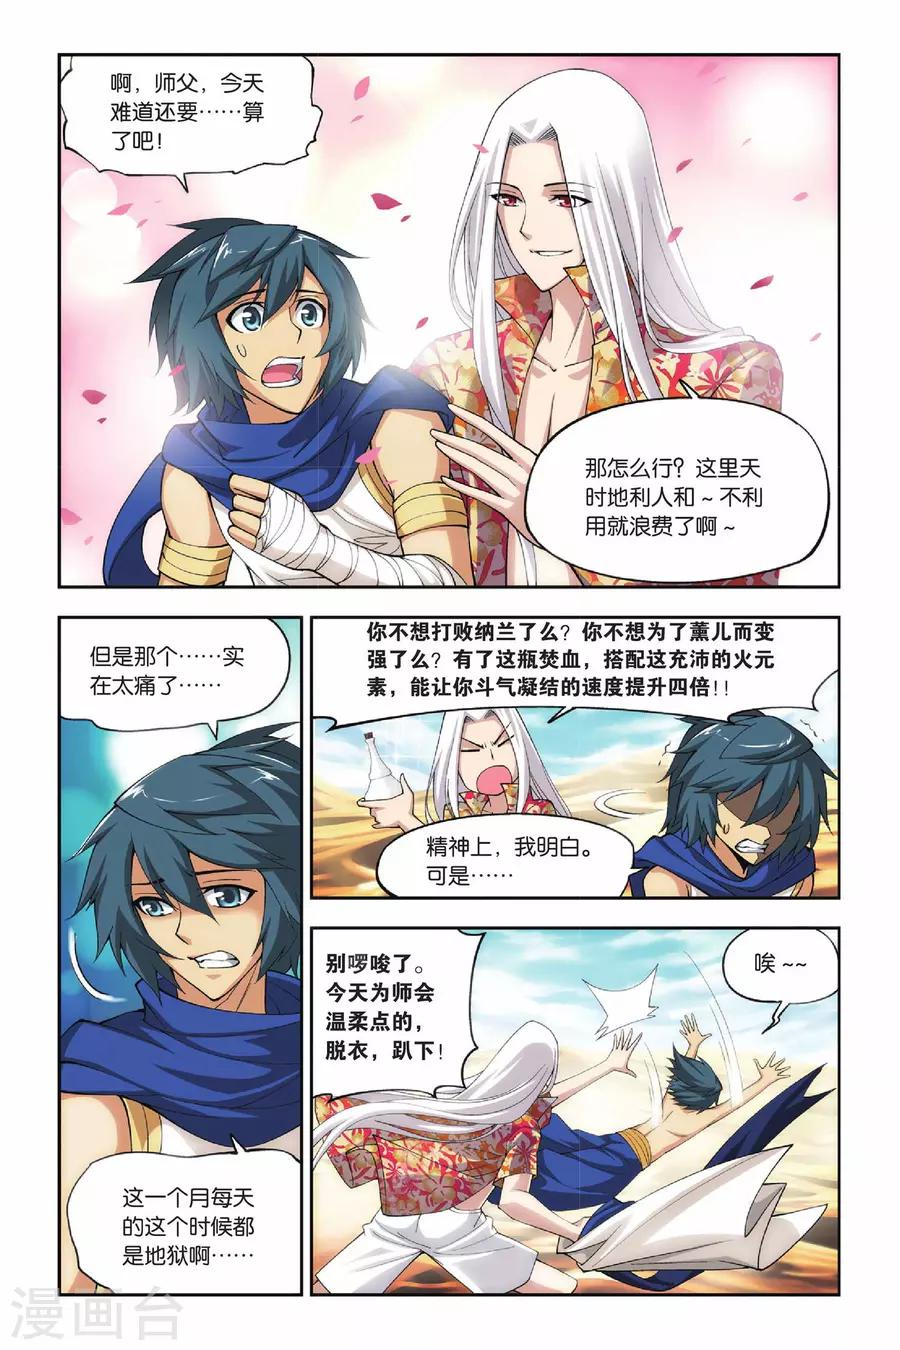 啊，师父，今天
难道还要……算
了吧！
那怎么行？这里天
时地利人和～不利
用就浪费了啊～
但是那个……实
在太痛了……
这一个月每天
的这个时候都
是地狱啊……
你不想打败纳兰了么？你不想为了薰儿而变
强了么？有了这瓶焚血，搭配这充沛的火元
素，能让你斗气凝结的速度提升四倍！！
精神上，我明白。
可是……
别啰唆了。
今天为师会
温柔点的，
脱衣，趴下！
唉～～
漫画台